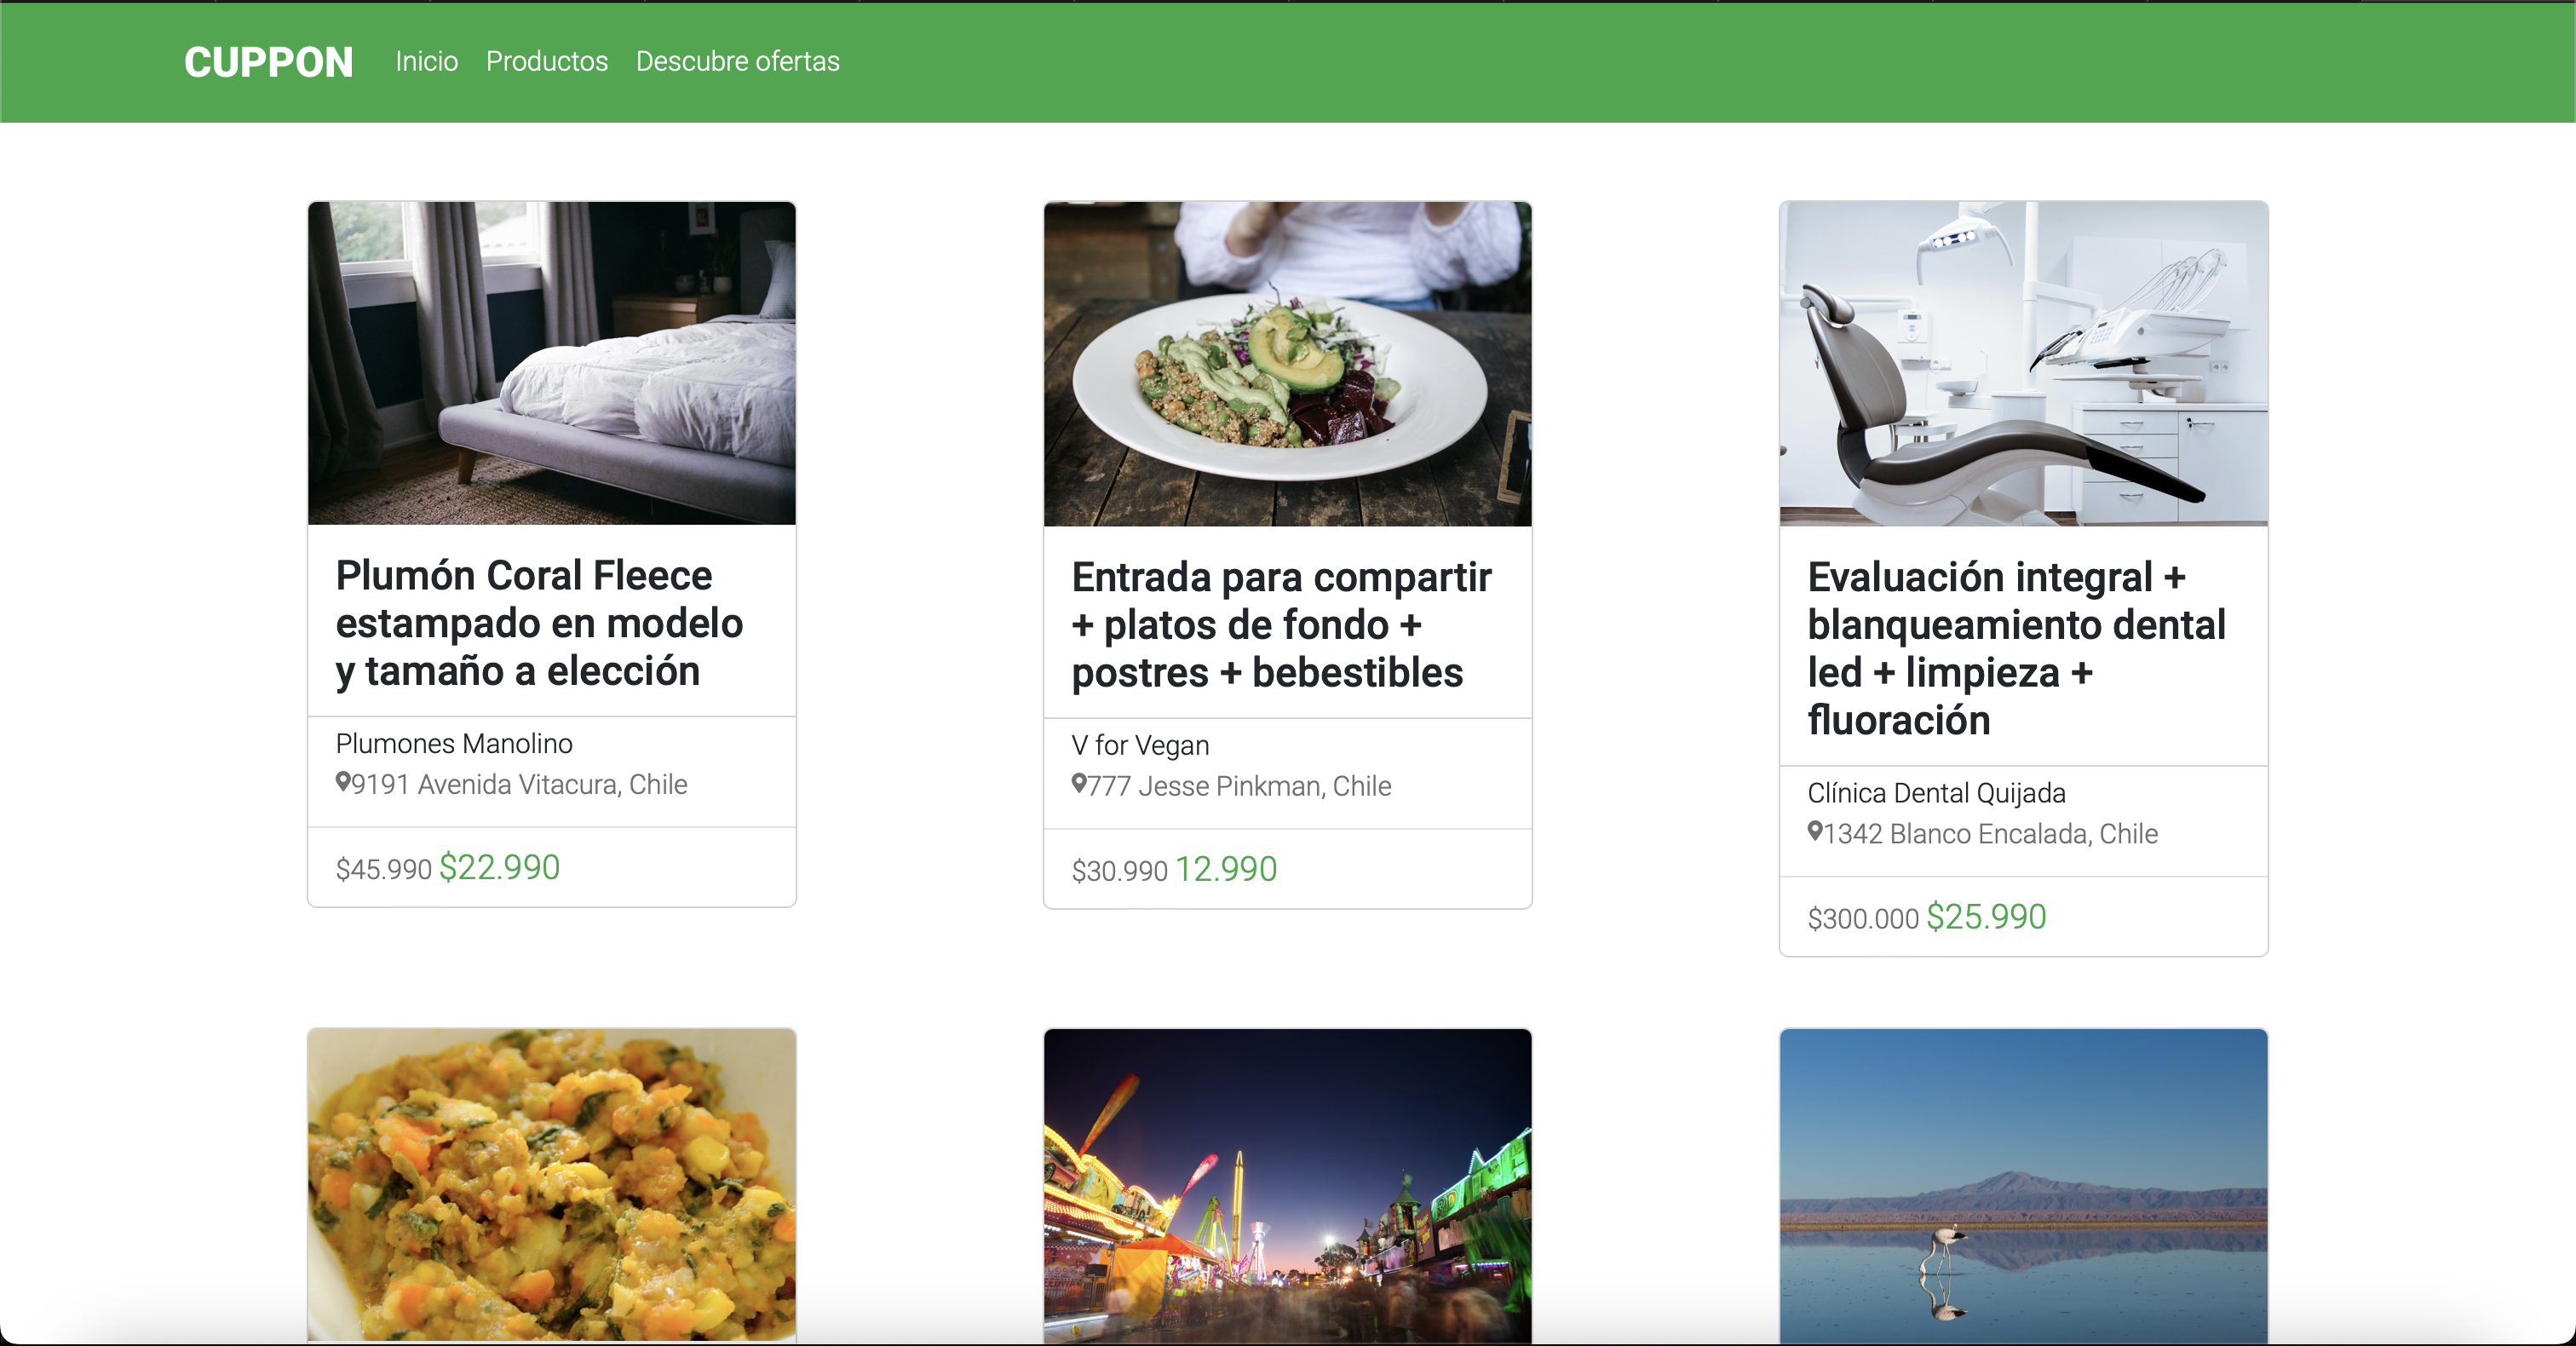 CUPPON Inicio Productos Descubre ofertas
Plumón Coral Fleece
estampado en modelo
y tamaño a elección
Plumones Manolino
9191 Avenida Vitacura, Chile
$45.990 $22.990
Entrada para compartir
+ platos de fondo +
postres + bebestibles
V for Vegan
777 Jesse Pinkman, Chile
$30.990 12.990
Evaluación integral +
blanqueamiento dental
led + limpieza +
fluoración
Clínica Dental Quijada
1342 Blanco Encalada, Chile
$300.000 $25.990